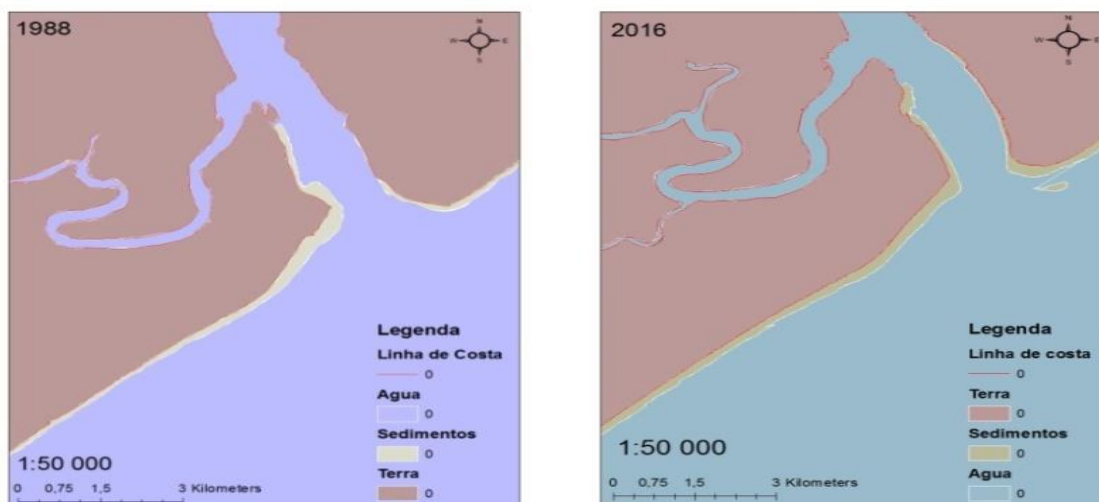 1988
N
W E
S
Legenda
Linha de Costa
0
Agua
0
Sedimentos
0
Terra
0
1:50 000
0 0,75 1,5 3 Kilometers
2016
N
W E
S
Legenda
Linha de costa
0
Terra
0
Sedimentos
0
Agua
0
1:50 000
0 0,75 1,5 3 Kilometers